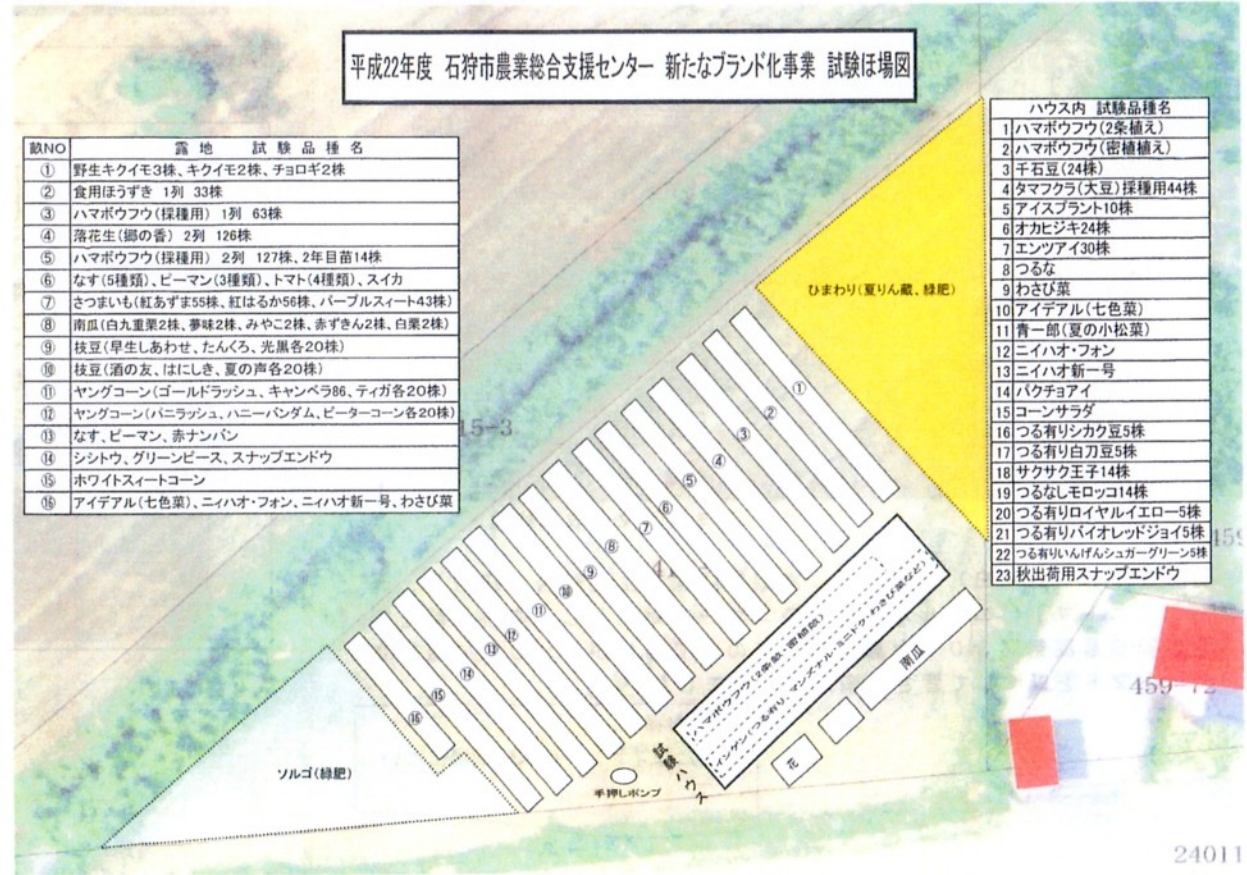 平成22年度 石狩市農業総合支援センター 新たなブランド化事業 試験ほ場図
畝NO 露地 試験品種名
① 野生キクイモ3株、キクイモ2株、チョロギ2株
② 食用ほうずき 1列 33株
③ ハマボウフウ(採種用) 1列 63株
④ 落花生(郷の香) 2列 126株
⑤ ハマボウフウ(採種用) 2列 127株、2年目苗14株
⑥ なす(5種類)、ピーマン(3種類)、トマト(4種類)、スイカ
⑦ さつまいも(紅あずま55株、紅はるか56株、パープルスィート43株)
⑧ 南瓜(白九重栗2株、夢味2株、みやこ2株、赤ずきん2株、白栗2株)
⑨ 枝豆(早生しあわせ、たんくろ、光黒各20株)
⑩ 枝豆(酒の友、はにしき、夏の声各20株)
⑪ ヤングコーン(ゴールドラッシュ、キャンベラ86、ティガ各20株)
⑫ ヤングコーン(バニラッシュ、ハニーバンダム、ピーターコーン各20株)
⑬ なす、ピーマン、赤ナンバン
⑭ シシトウ、グリーンピース、スナップエンドウ
⑮ ホワイトスィートコーン
⑯ アイデアル(七色菜)、ニィハオ・フォン、ニィハオ新一号、わさび菜
ハウス内 試験品種名
1 ハマボウフウ(2条植え)
2 ハマボウフウ(密植植え)
3 千石豆(24株)
4 タマフクラ(大豆)採種用44株
5 アイスプラント10株
6 オカヒジキ24株
7 エンツアイ30株
8 つるな
9 わさび菜
10 アイデアル(七色菜)
11 青一郎(夏の小松菜)
12 ニイハオ・フォン
13 ニイハオ新一号
14 パクチョアイ
15 コーンサラダ
16 つる有りシカク豆5株
17 つる有り白刀豆5株
18 サクサク王子14株
19 つるなしモロッコ14株
20 つる有りロイヤルイエロー5株
21 つる有りバイオレッドジョイ5株
22 つる有りいんげんシュガーグリーン5株
23 秋出荷用スナップエンドウ
ひまわり(夏りん蔵、緑肥)
15-3
①
②
③
④
⑤
⑥
⑦
⑧
⑨
⑩
⑪
⑫
⑬
⑭
⑮
⑯
ハマボウフウ(2条畝・密植畝)
南瓜
花
試験ハウス
手押しポンプ
ソルゴ(緑肥)
459-72
24011